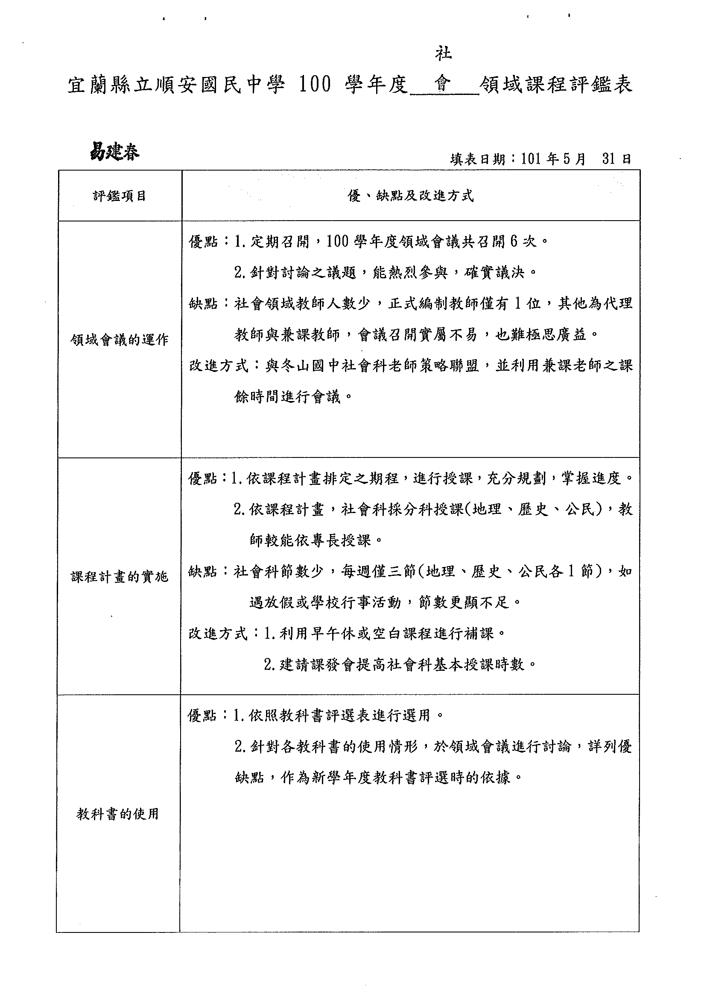 社
宜蘭縣立順安國民中學 100 學年度 會 領域課程評鑑表
易建春
填表日期：101 年 5 月 31 日
評鑑項目
優、缺點及改進方式
領域會議的運作
優點：1.定期召開，100 學年度領域會議共召開 6 次。
2.針對討論之議題，能熱烈參與，確實議決。
缺點：社會領域教師人數少，正式編制教師僅有 1 位，其他為代理
教師與兼課教師，會議召開實屬不易，也難極思廣益。
改進方式：與冬山國中社會科老師策略聯盟，並利用兼課老師之課
餘時間進行會議。
課程計畫的實施
優點：1.依課程計畫排定之期程，進行授課，充分規劃，掌握進度。
2.依課程計畫，社會科採分科授課(地理、歷史、公民)，教
師較能依專長授課。
缺點：社會科節數少，每週僅三節(地理、歷史、公民各 1 節)，如
遇放假或學校行事活動，節數更顯不足。
改進方式：1.利用早午休或空白課程進行補課。
2.建請課發會提高社會科基本授課時數。
教科書的使用
優點：1.依照教科書評選表進行選用。
2.針對各教科書的使用情形，於領域會議進行討論，詳列優
缺點，作為新學年度教科書評選時的依據。